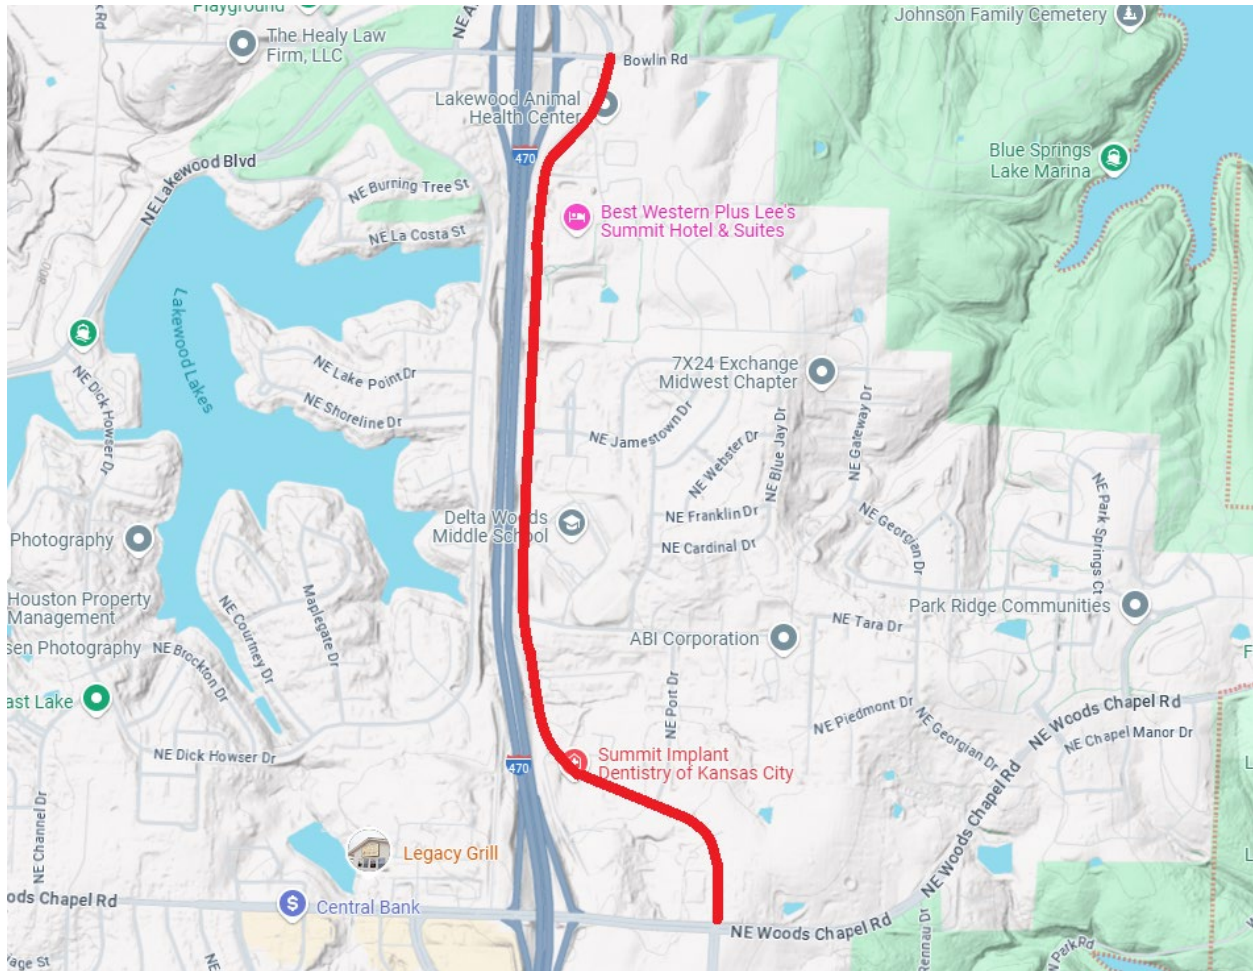 Playground
The Healy Law
Firm, LLC
Johnson Family Cemetery
Bowlin Rd
Lakewood Animal
Health Center
470
NE Lakewood Blvd
Blue Springs
Lake Marina
NE Burning Tree St
Best Western Plus Lee's
Summit Hotel & Suites
NE La Costa St
Lakewood Lakes
NE Lake Point Dr
7X24 Exchange
Midwest Chapter
NE Dick Howser Dr
NE Shoreline Dr
NE Jamestown Dr
NE Webster Dr
NE Blue Jay Dr
NE Gateway Dr
NE Park Springs Ct
Delta Woods
Middle School
NE Franklin Dr
NE Georgian Dr
Photography
NE Cardinal Dr
Houston Property
Management
NE Courtney Dr
Maplegate Dr
Park Ridge Communities
NE Tara Dr
ABI Corporation
sen Photography
NE Brockton Dr
ast Lake
NE Port Dr
NE Piedmont Dr
NE Georgian Dr
NE Woods Chapel Rd
NE Chapel Manor Dr
NE Dick Howser Dr
470
Summit Implant
Dentistry of Kansas City
NE Channel Dr
NE Woods Chapel Rd
Legacy Grill
ods Chapel Rd
Central Bank
NE Woods Chapel Rd
Rennau Dr
N Park Rd
NE